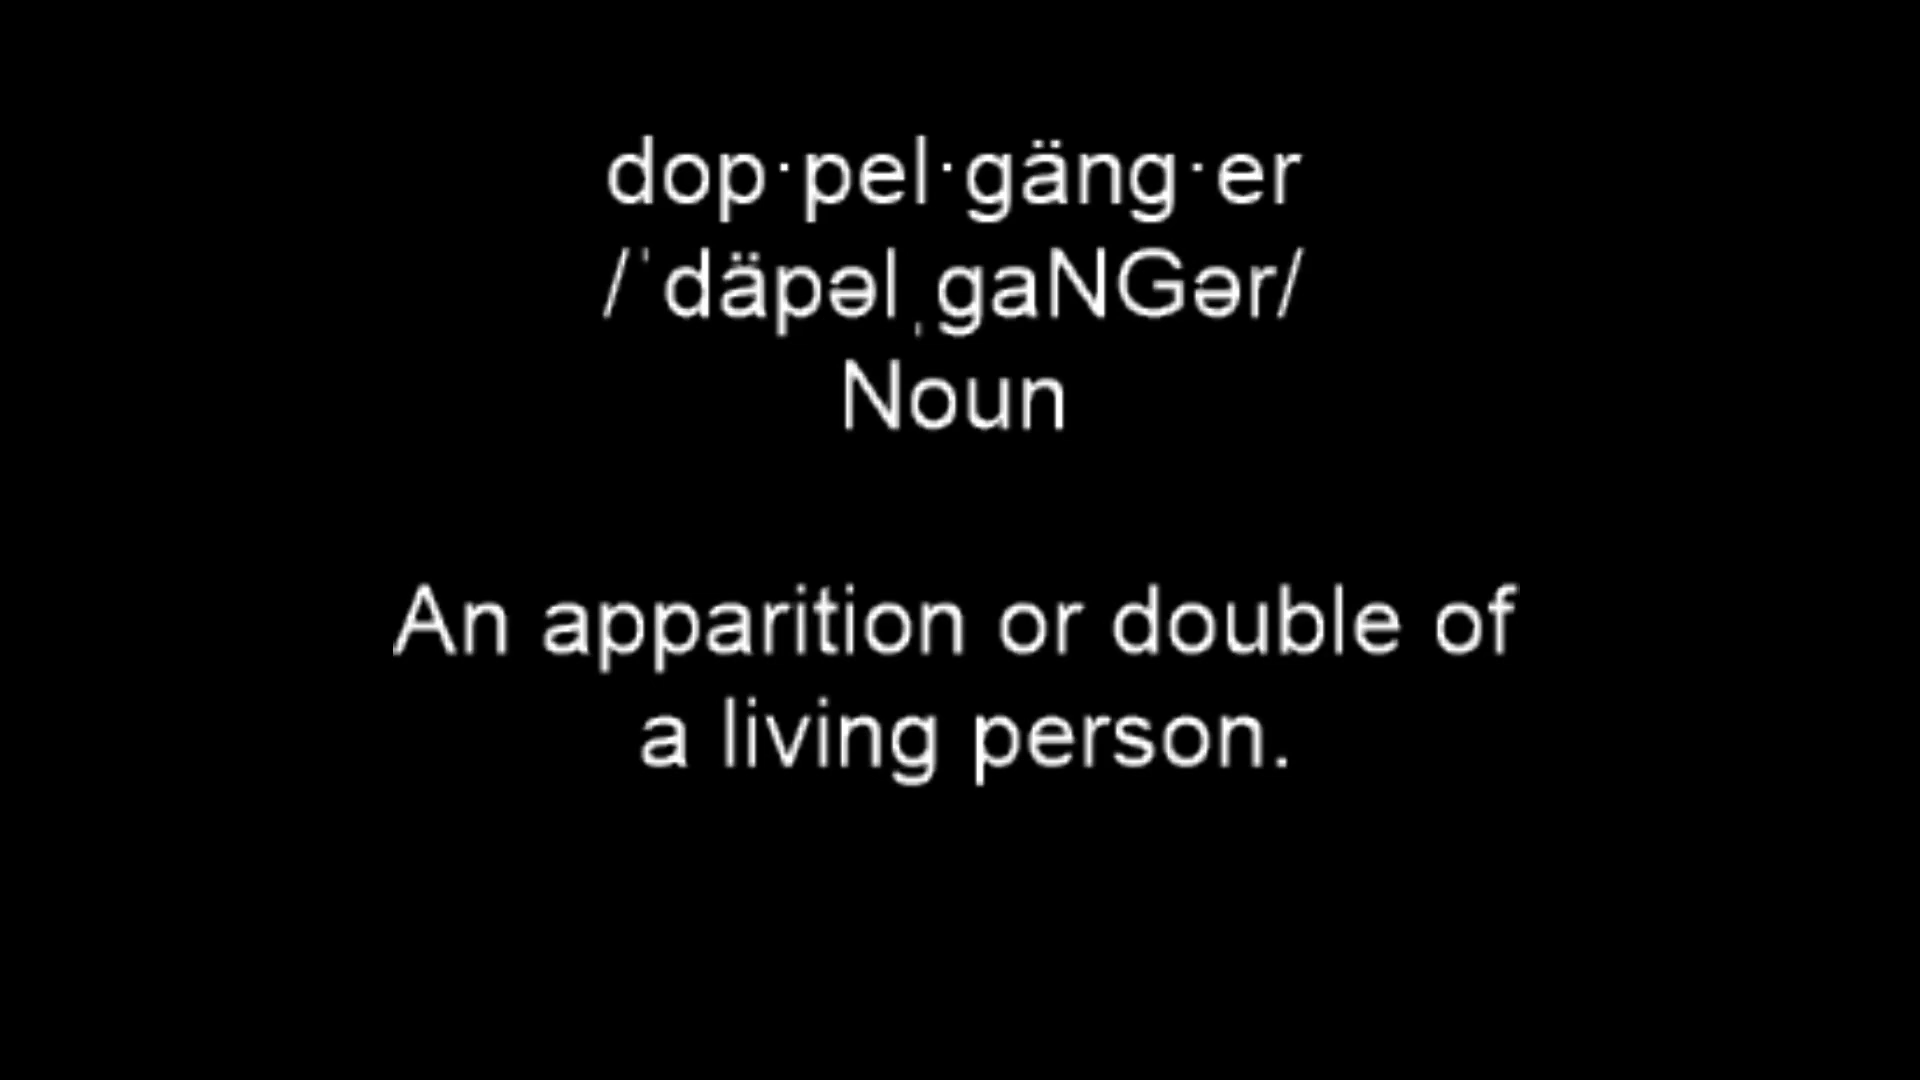 dop·pel·gäng·er
/ˈdäpəlˌgaNGər/
Noun
An apparition or double of
a living person.